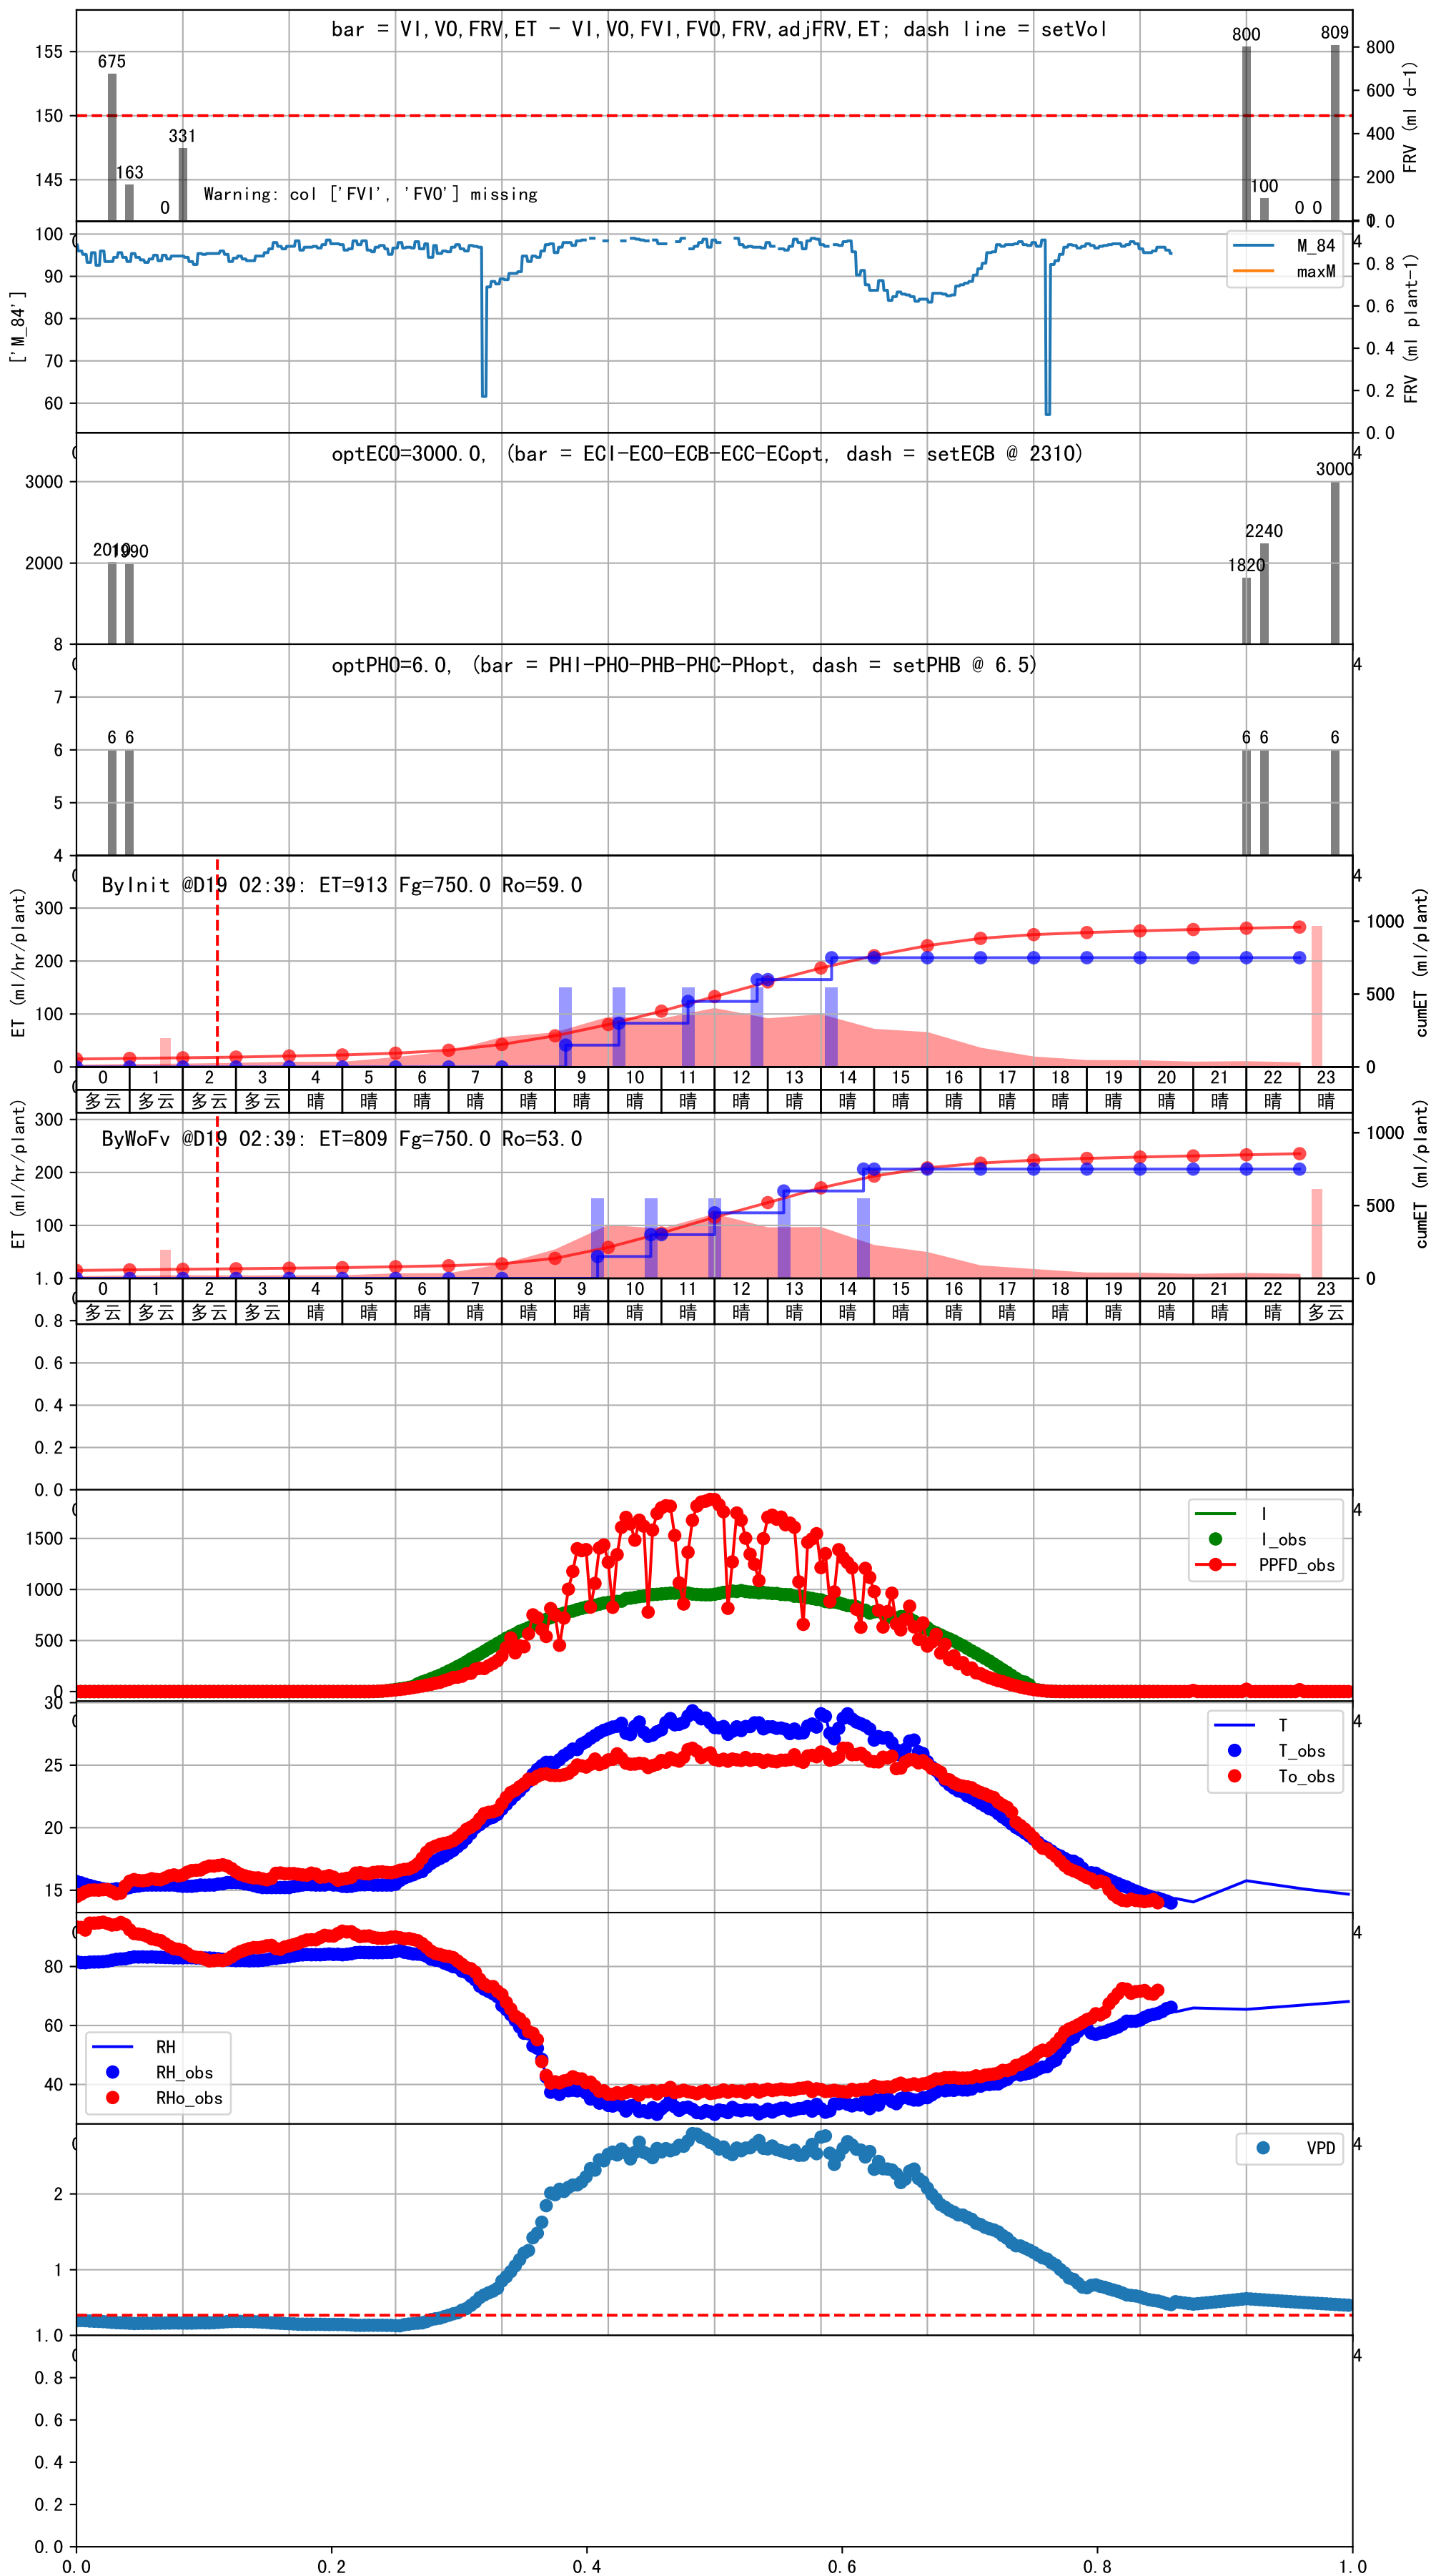 bar = VI,VO,FRV,ET - VI,VO,FVI,FVO,FRV,adjFRV,ET; dash line = setVol
155
150
145
675
163
0
331
800
100
0 0
809
Warning: col ['FVI', 'FVO'] missing
800
600
400
200
0.0
FRV (ml d-1)
100
90
80
70
60
['M_84']
M_84
maxM
4
0.8
0.6
0.4
0.2
0.0
FRV (ml plant-1)
optECO=3000.0, (bar = ECI-ECO-ECB-ECC-ECopt, dash = setECB @ 2310)
4
3000
2000
2010
1990
1820
2240
3000
optPHO=6.0, (bar = PHI-PHO-PHB-PHC-PHopt, dash = setPHB @ 6.5)
4
8
7
6
5
4
6 6
6 6
6
ByInit @D19 02:39: ET=913 Fg=750.0 Ro=59.0
4
300
200
100
0
ET (ml/hr/plant)
1000
500
0
cumET (ml/plant)
0 1 2 3 4 5 6 7 8 9 10 11 12 13 14 15 16 17 18 19 20 21 22 23
多云 多云 多云 多云 晴 晴 晴 晴 晴 晴 晴 晴 晴 晴 晴 晴 晴 晴 晴 晴 晴 晴 晴 晴
ByWoFv @D19 02:39: ET=809 Fg=750.0 Ro=53.0
300
200
100
ET (ml/hr/plant)
1000
500
0
cumET (ml/plant)
0 1 2 3 4 5 6 7 8 9 10 11 12 13 14 15 16 17 18 19 20 21 22 23
多云 多云 多云 多云 晴 晴 晴 晴 晴 晴 晴 晴 晴 晴 晴 晴 晴 晴 晴 晴 晴 晴 晴 多云
1.0
0.8
0.6
0.4
0.2
0.0
4
1500
1000
500
0
I
I_obs
PPFD_obs
4
30
25
20
15
T
T_obs
To_obs
4
80
60
40
RH
RH_obs
RHo_obs
4
2
1
VPD
4
1.0
0.8
0.6
0.4
0.2
0.0
0.0 0.2 0.4 0.6 0.8 1.0